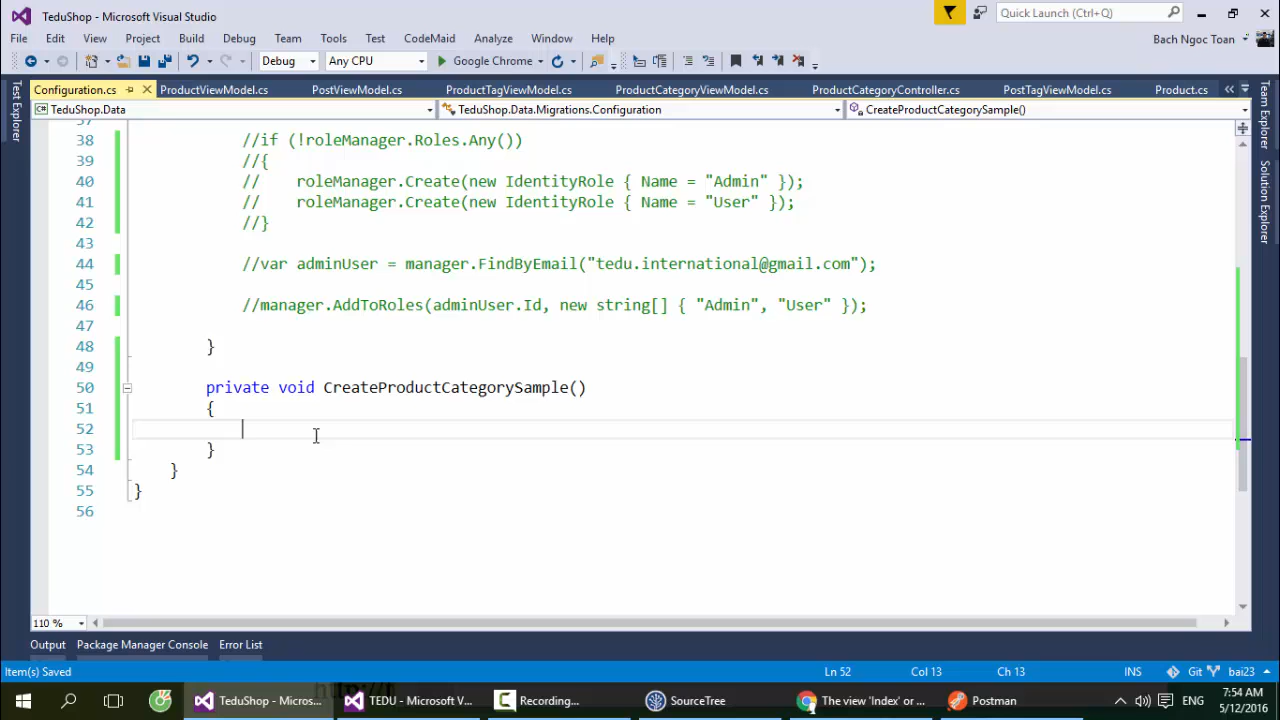 TeduShop - Microsoft Visual Studio
Quick Launch (Ctrl+Q)
File Edit View Project Build Debug Team Tools Test CodeMaid Analyze Window Help
Bach Ngoc Toan
Debug Any CPU Google Chrome
Configuration.cs ProductViewModel.cs PostViewModel.cs ProductTagViewModel.cs ProductCategoryViewModel.cs ProductCategoryController.cs PostTagViewModel.cs Product.cs
TeduShop.Data TeduShop.Data.Migrations.Configuration CreateProductCategorySample()
Test Explorer
Team Explorer
Solution Explorer
38 //if (!roleManager.Roles.Any())
39 //{
40 // roleManager.Create(new IdentityRole { Name = "Admin" });
41 // roleManager.Create(new IdentityRole { Name = "User" });
42 //}
43
44 //var adminUser = manager.FindByEmail("tedu.international@gmail.com");
45
46 //manager.AddToRoles(adminUser.Id, new string[] { "Admin", "User" });
47
48 }
49
50 private void CreateProductCategorySample()
51 {
52
53 }
54 }
55 }
56
110 %
Output Package Manager Console Error List
Item(s) Saved Ln 52 Col 13 Ch 13 INS Git bai23
TeduShop - Micros... TEDU - Microsoft V... Recording... SourceTree The view 'Index' or ... Postman ENG 7:54 AM
5/12/2016